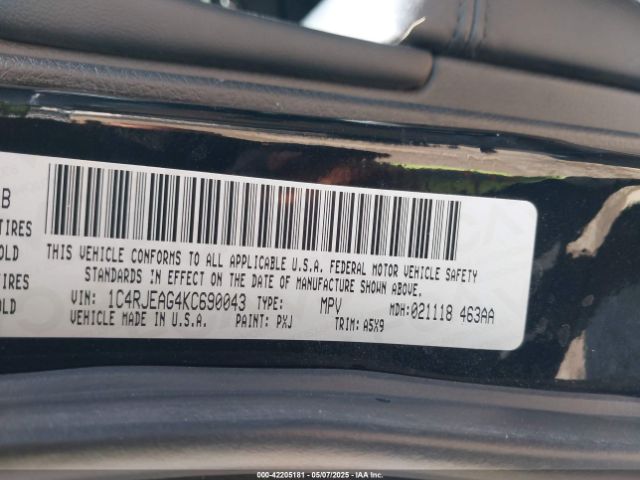 B
TIRES
OLD
TIRES
OLD
THIS VEHICLE CONFORMS TO ALL APPLICABLE U.S.A. FEDERAL MOTOR VEHICLE SAFETY
STANDARDS IN EFFECT ON THE DATE OF MANUFACTURE SHOWN ABOVE.
VIN: 1C4RJEAG4KC690043 TYPE: MPV MDH:021118 463AA
VEHICLE MADE IN U.S.A. PAINT: PXJ TRIM: A5X9
000-42205181 - 05/07/2025 - IAA Inc.